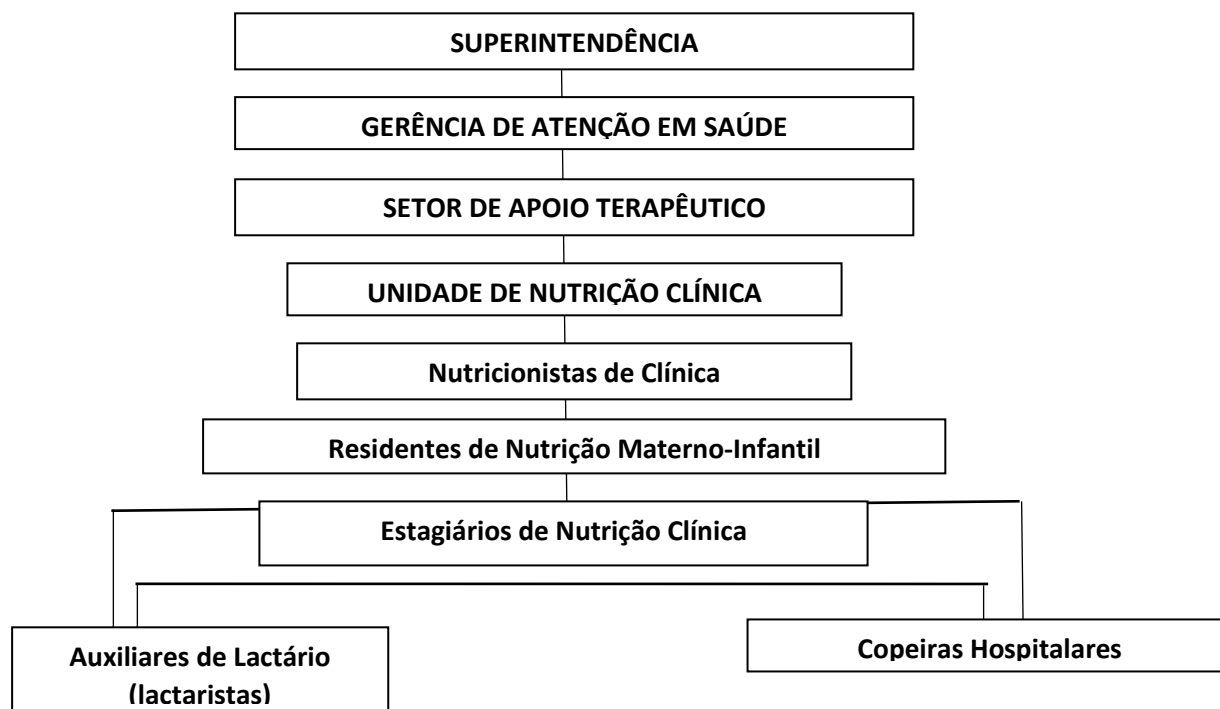 SUPERINTENDÊNCIA
GERÊNCIA DE ATENÇÃO EM SAÚDE
SETOR DE APOIO TERAPÊUTICO
UNIDADE DE NUTRIÇÃO CLÍNICA
Nutricionistas de Clínica
Residentes de Nutrição Materno-Infantil
Estagiários de Nutrição Clínica
Auxiliares de Lactário
(lactaristas)
Copeiras Hospitalares